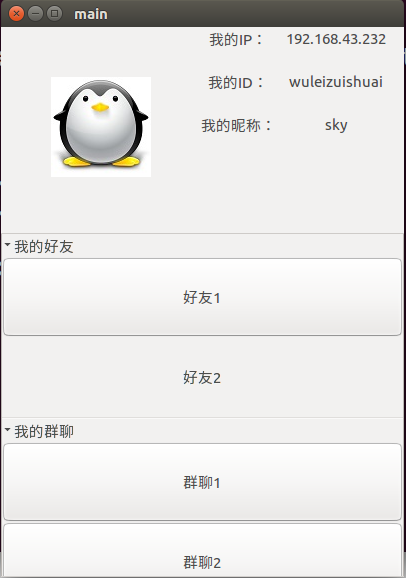 main
我的IP： 192.168.43.232
我的ID： wuleizuishuai
我的昵称： sky
我的好友
好友1
好友2
我的群聊
群聊1
群聊2